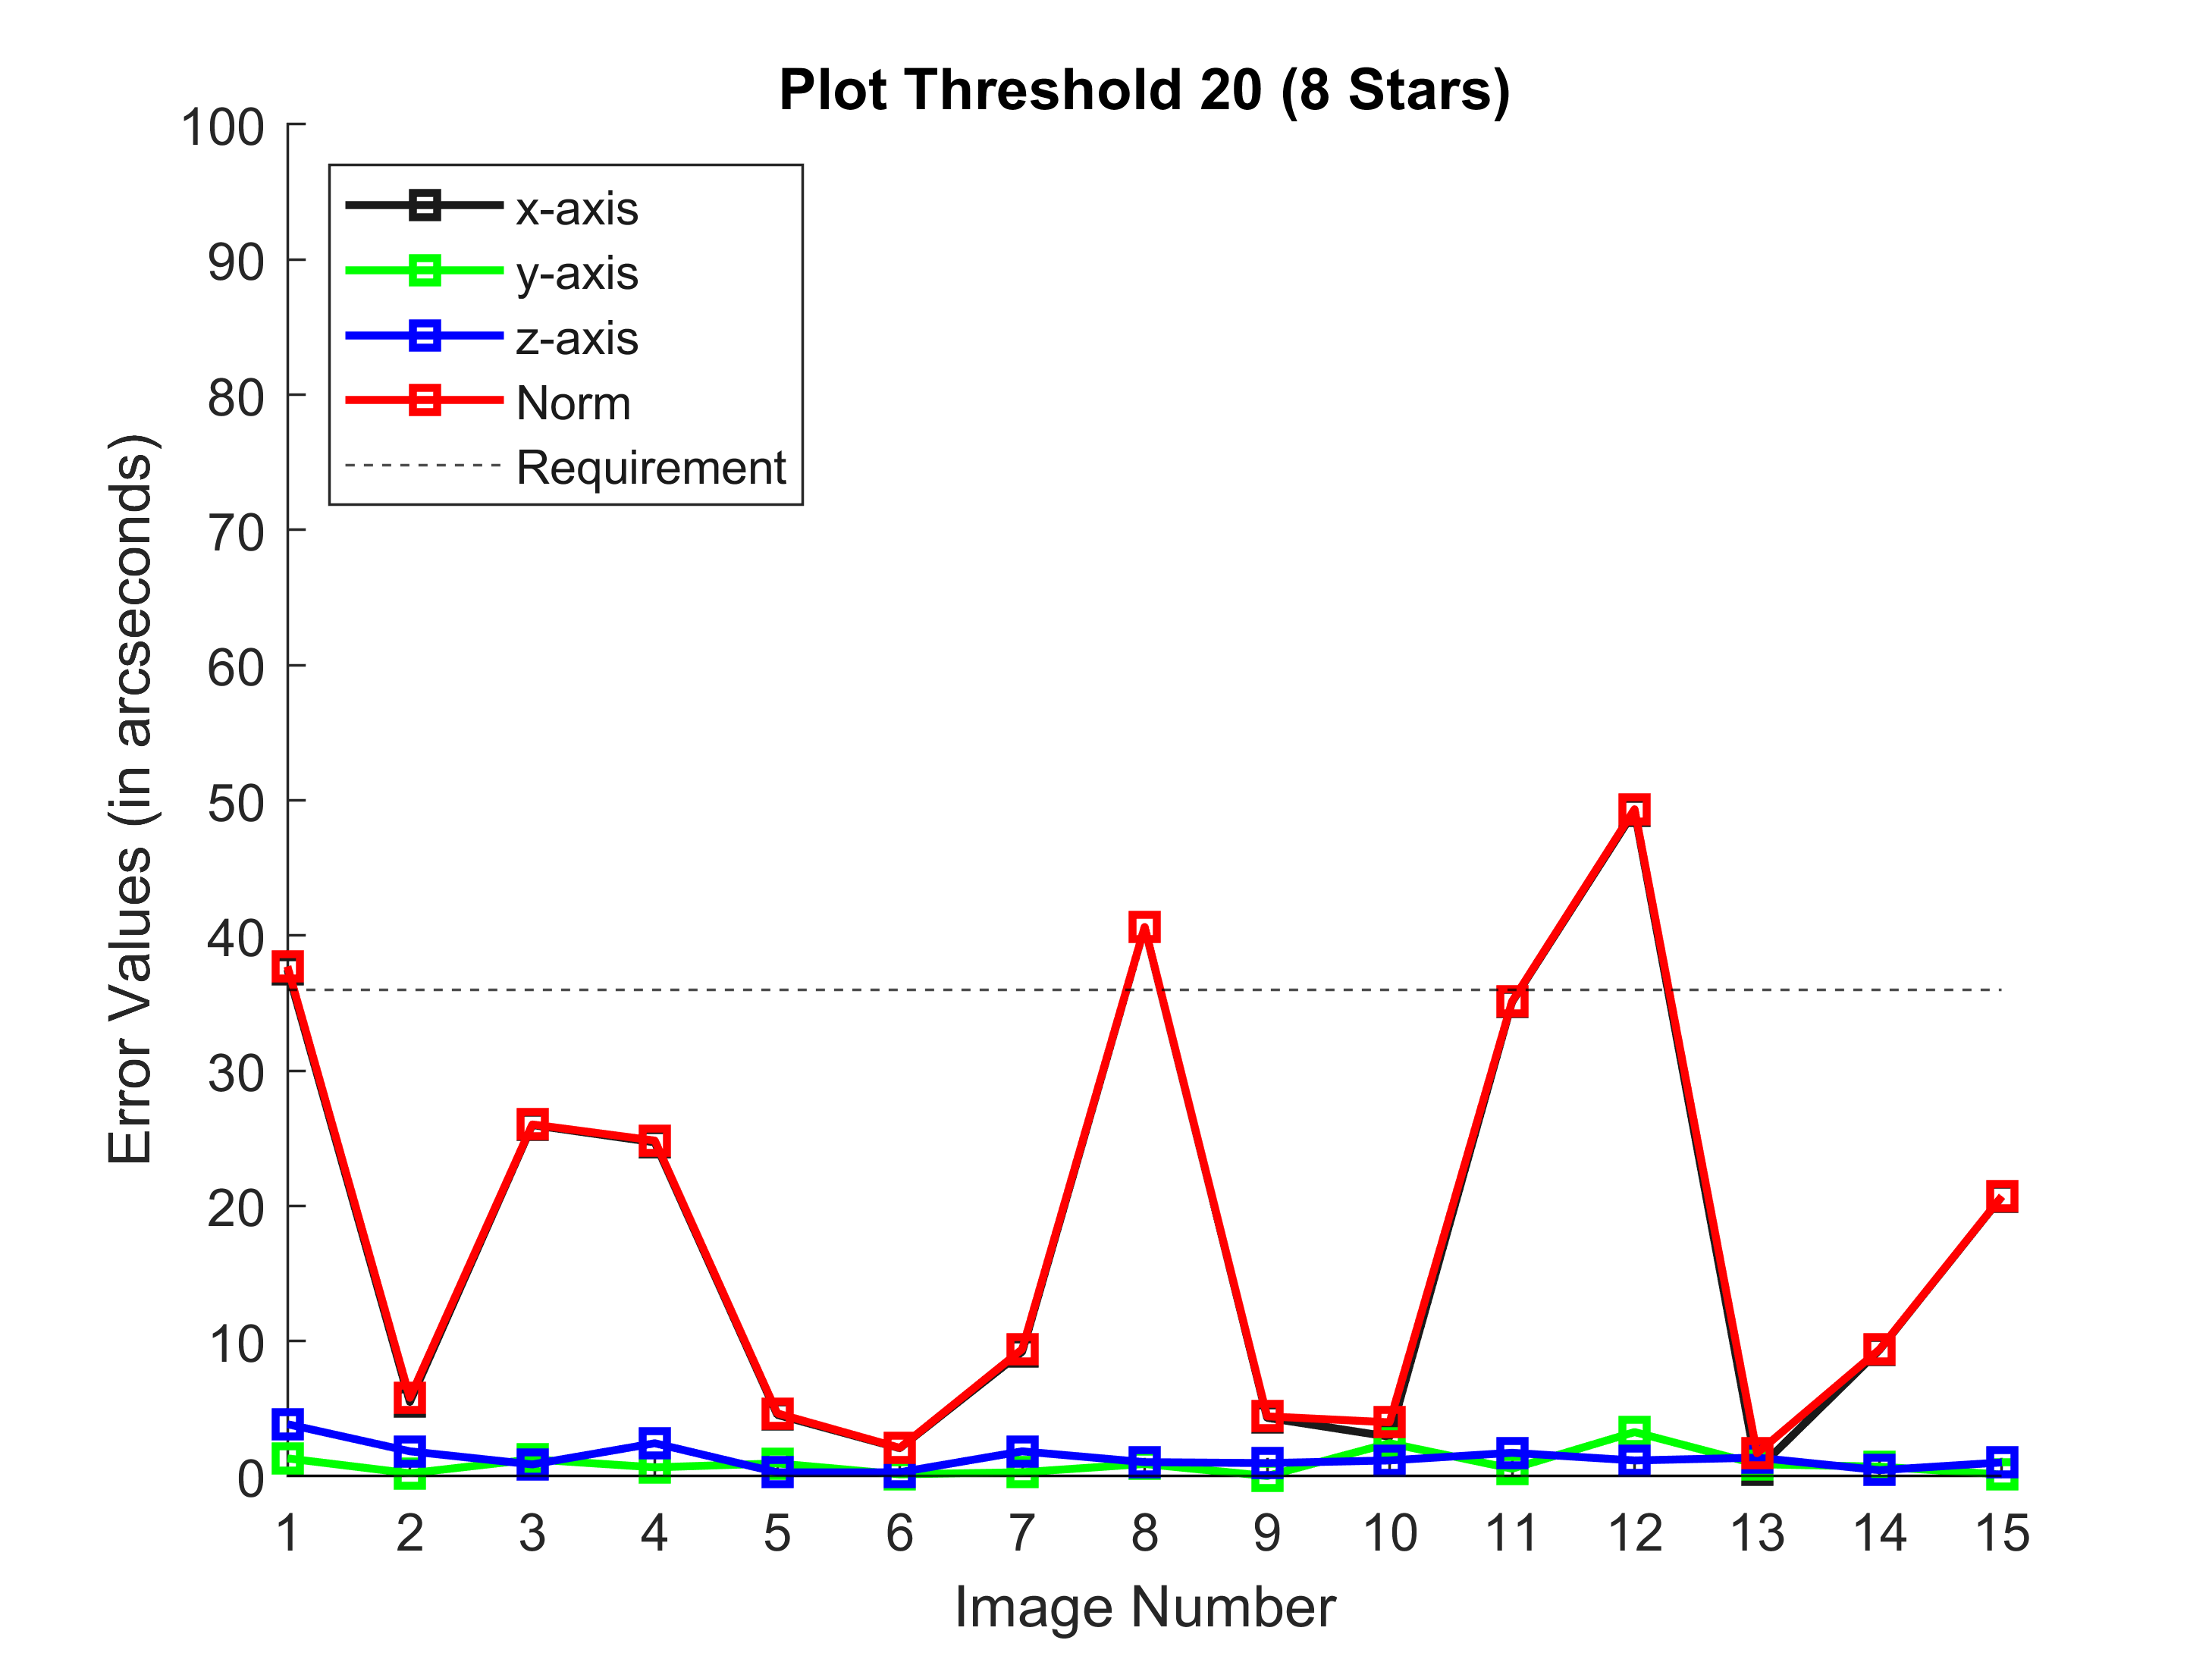 Plot Threshold 20 (8 Stars)
100
90
80
70
60
50
40
30
20
10
0
Error Values (in arcseconds)
x-axis
y-axis
z-axis
Norm
Requirement
1 2 3 4 5 6 7 8 9 10 11 12 13 14 15
Image Number